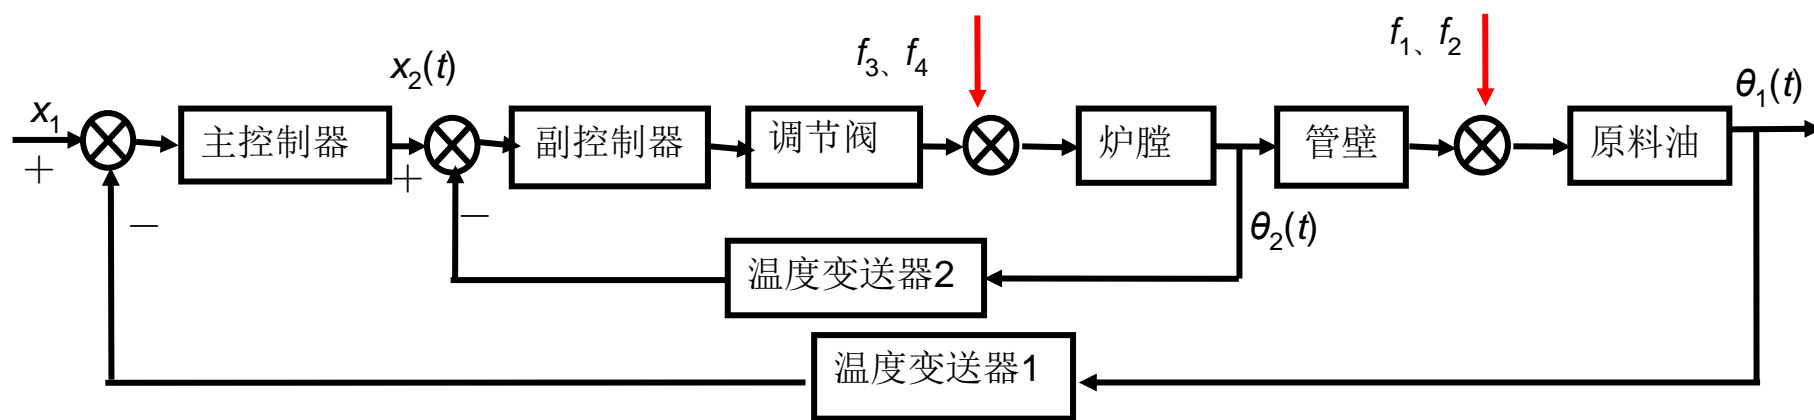 x₁
+
−
主控制器
x₂(t)
+
−
副控制器
调节阀
f₃、f₄
炉膛
θ₂(t)
管壁
f₁、f₂
原料油
θ₁(t)
温度变送器2
温度变送器1